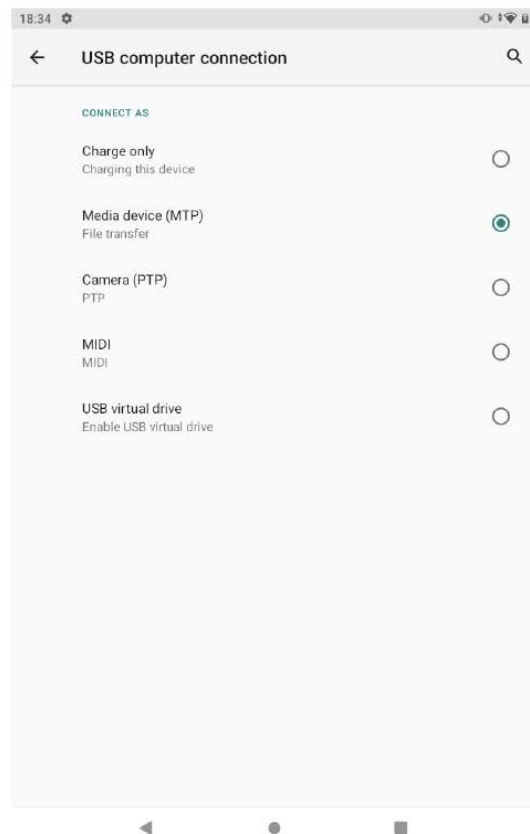 18:34
USB computer connection
CONNECT AS
Charge only
Charging this device
Media device (MTP)
File transfer
Camera (PTP)
PTP
MIDI
MIDI
USB virtual drive
Enable USB virtual drive